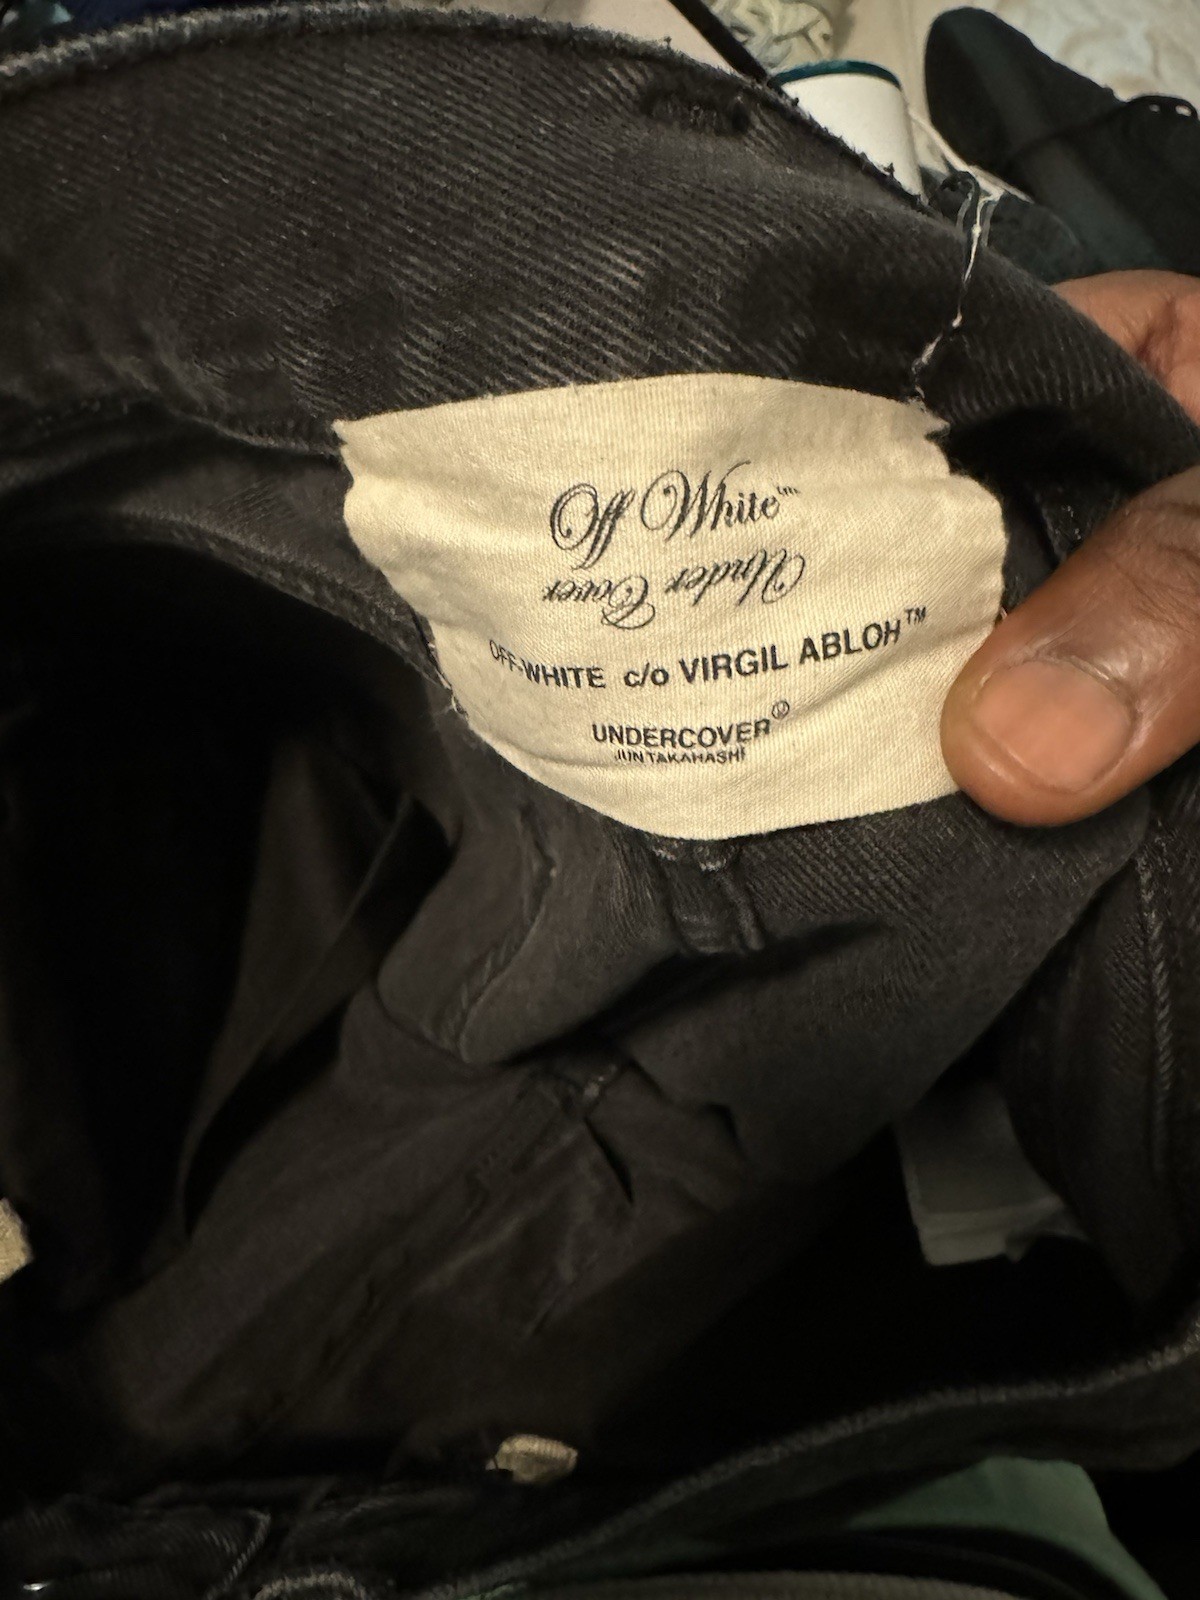 Off White™
Under Cover
OFF-WHITE c/o VIRGIL ABLOH™
UNDERCOVER®
JUN TAKAHASHI